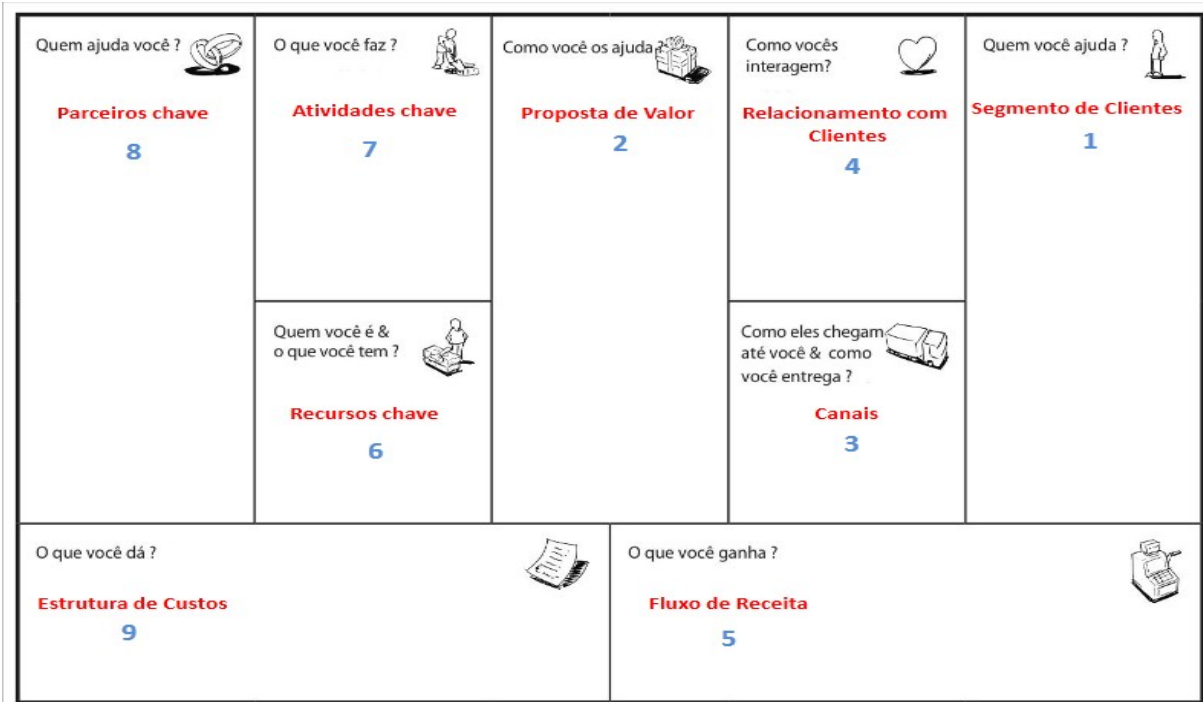 Quem ajuda você ?
Parceiros chave
8
O que você faz ?
Atividades chave
7
Quem você é &
o que você tem ?
Recursos chave
6
Como você os ajuda ?
Proposta de Valor
2
Como vocês
interagem?
Relacionamento com
Clientes
4
Como eles chegam
até você & como
você entrega ?
Canais
3
Quem você ajuda ?
Segmento de Clientes
1
O que você dá ?
Estrutura de Custos
9
O que você ganha ?
Fluxo de Receita
5